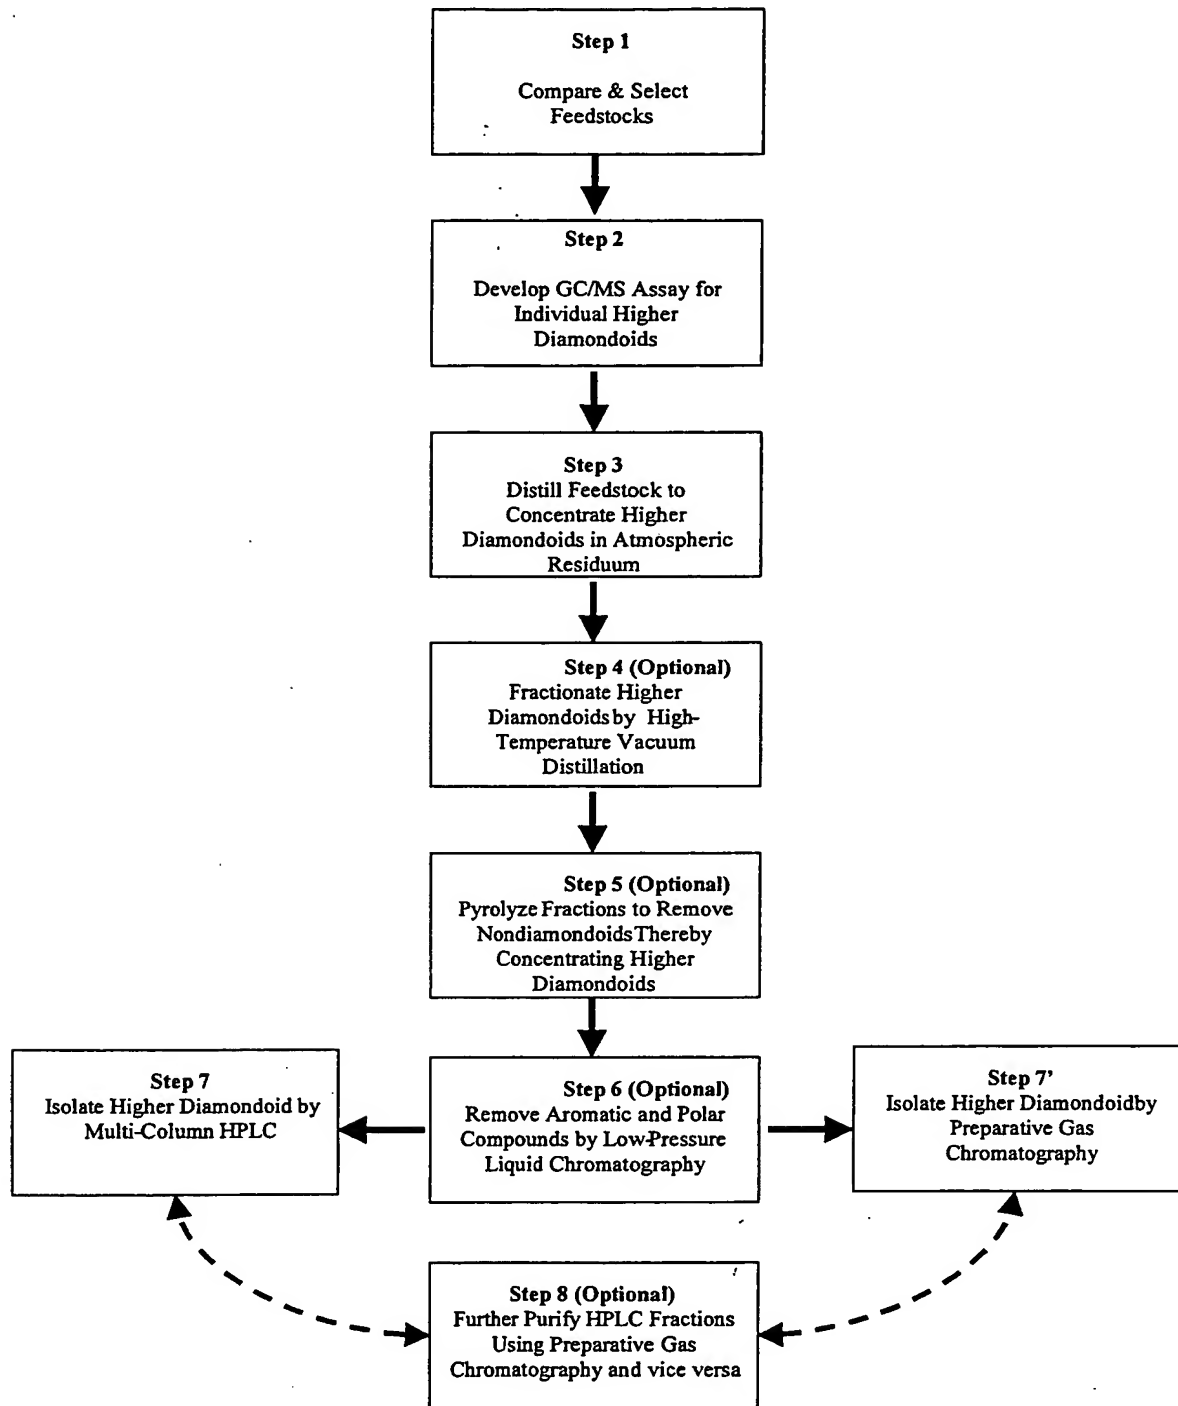 Step 1
Compare & Select
Feedstocks
Step 2
Develop GC/MS Assay for
Individual Higher
Diamondoids
Step 3
Distill Feedstock to
Concentrate Higher
Diamondoids in Atmospheric
Residuum
Step 4 (Optional)
Fractionate Higher
Diamondoids by High-
Temperature Vacuum
Distillation
Step 5 (Optional)
Pyrolyze Fractions to Remove
Nondiamondoids Thereby
Concentrating Higher
Diamondoids
Step 7
Isolate Higher Diamondoid by
Multi-Column HPLC
Step 6 (Optional)
Remove Aromatic and Polar
Compounds by Low-Pressure
Liquid Chromatography
Step 7'
Isolate Higher Diamondoidby
Preparative Gas
Chromatography
Step 8 (Optional)
Further Purify HPLC Fractions
Using Preparative Gas
Chromatography and vice versa